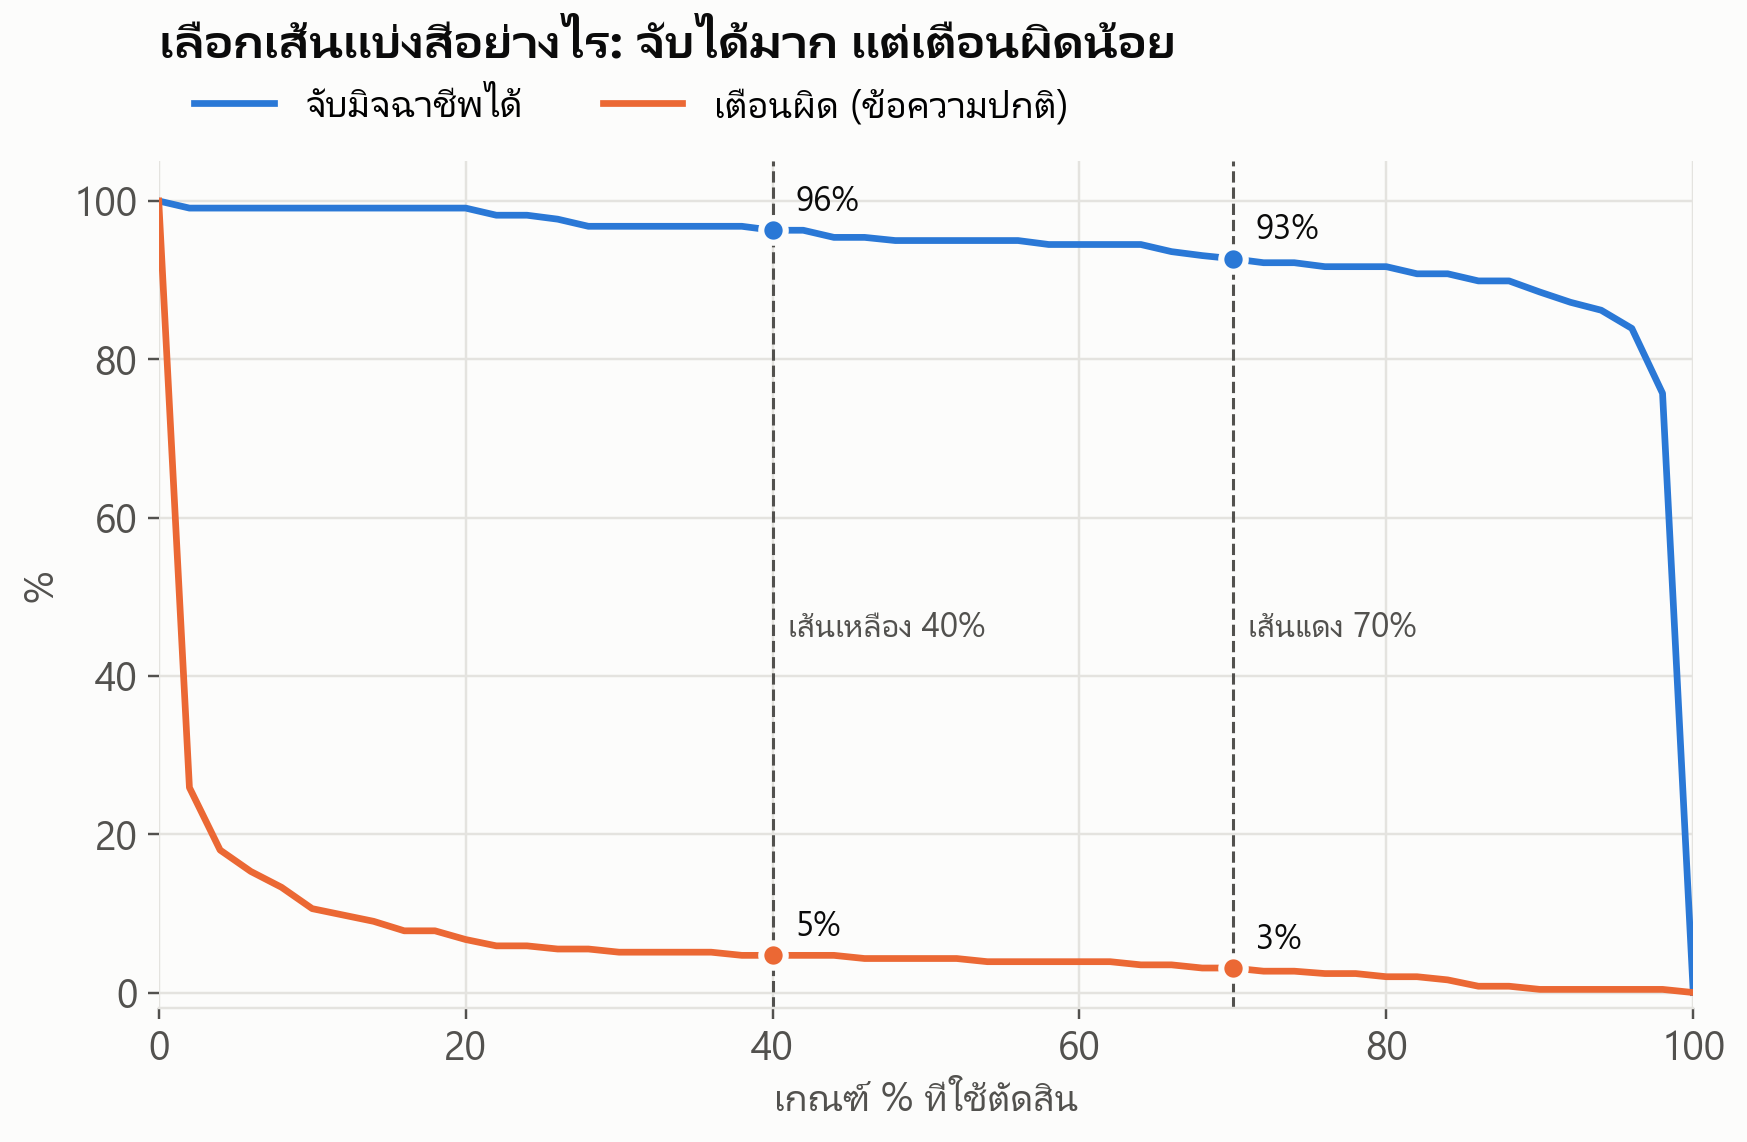 เลือกเส้นแบ่งสีอย่างไร: จับได้มาก แต่เตือนผิดน้อย
จับมิจฉาชีพได้
เตือนผิด (ข้อความปกติ)
100
80
60
40
20
0
%
96%
93%
เส้นเหลือง 40%
เส้นแดง 70%
5%
3%
0
20
40
60
80
100
เกณฑ์ % ที่ใช้ตัดสิน